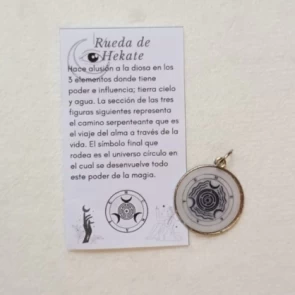 Rueda de
Hekate
Hace alusión a la diosa en los
3 elementos donde tiene
poder e influencia; tierra cielo
y agua. La sección de las tres
figuras siguientes representa
el camino serpenteante que es
el viaje del alma a través de la
vida. El símbolo final que
rodea es el universo circulo en el
cual se desenvuelve todo
este poder de la magia.